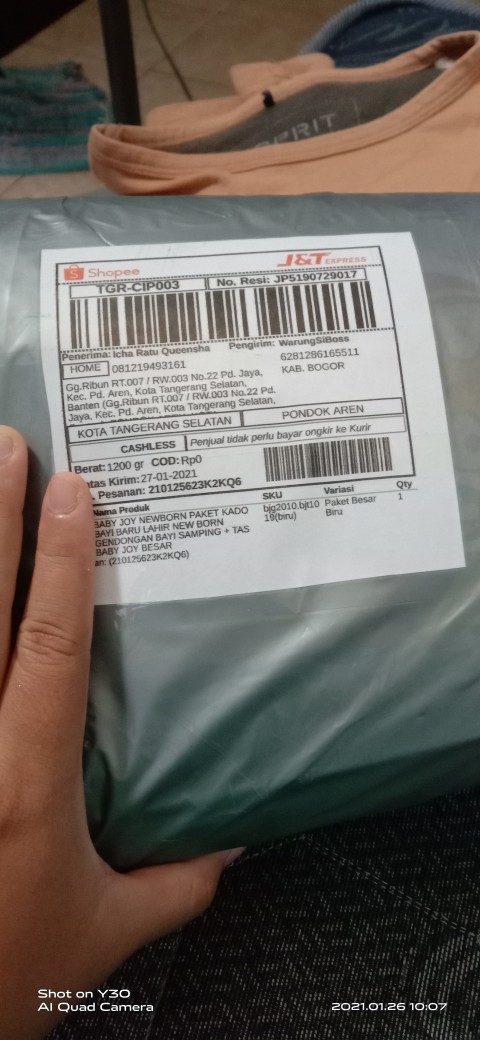 PRIT
Shopee
J&T EXPRESS
TGR-CIP003
No. Resi: JP5190729017
Penerima: Icha Ratu Queensha
Pengirim: WarungSiBoss
HOME 081219493161
6281286165511
KAB. BOGOR
Gg.Ribun RT.007 / RW.003 No.22 Pd. Jaya,
Kec. Pd. Aren, Kota Tangerang Selatan,
Banten (Gg.Ribun RT.007 / RW.003 No.22 Pd.
Jaya, Kec. Pd. Aren, Kota Tangerang Selatan,
KOTA TANGERANG SELATAN
PONDOK AREN
CASHLESS
Penjual tidak perlu bayar ongkir ke Kurir
Berat: 1200 gr COD: Rp0
atas Kirim: 27-01-2021
. Pesanan: 210125623K2KQ6
Nama Produk SKU Variasi Qty
BABY JOY NEWBORN PAKET KADO
BAYI BARU LAHIR NEW BORN
GENDONGAN BAYI SAMPING + TAS
BABY JOY BESAR
bjg2010.bjt10
19(biru)
Paket Besar
Biru
1
an: (210125623K2KQ6)
Shot on Y30
AI Quad Camera
2021.01.26 10:07